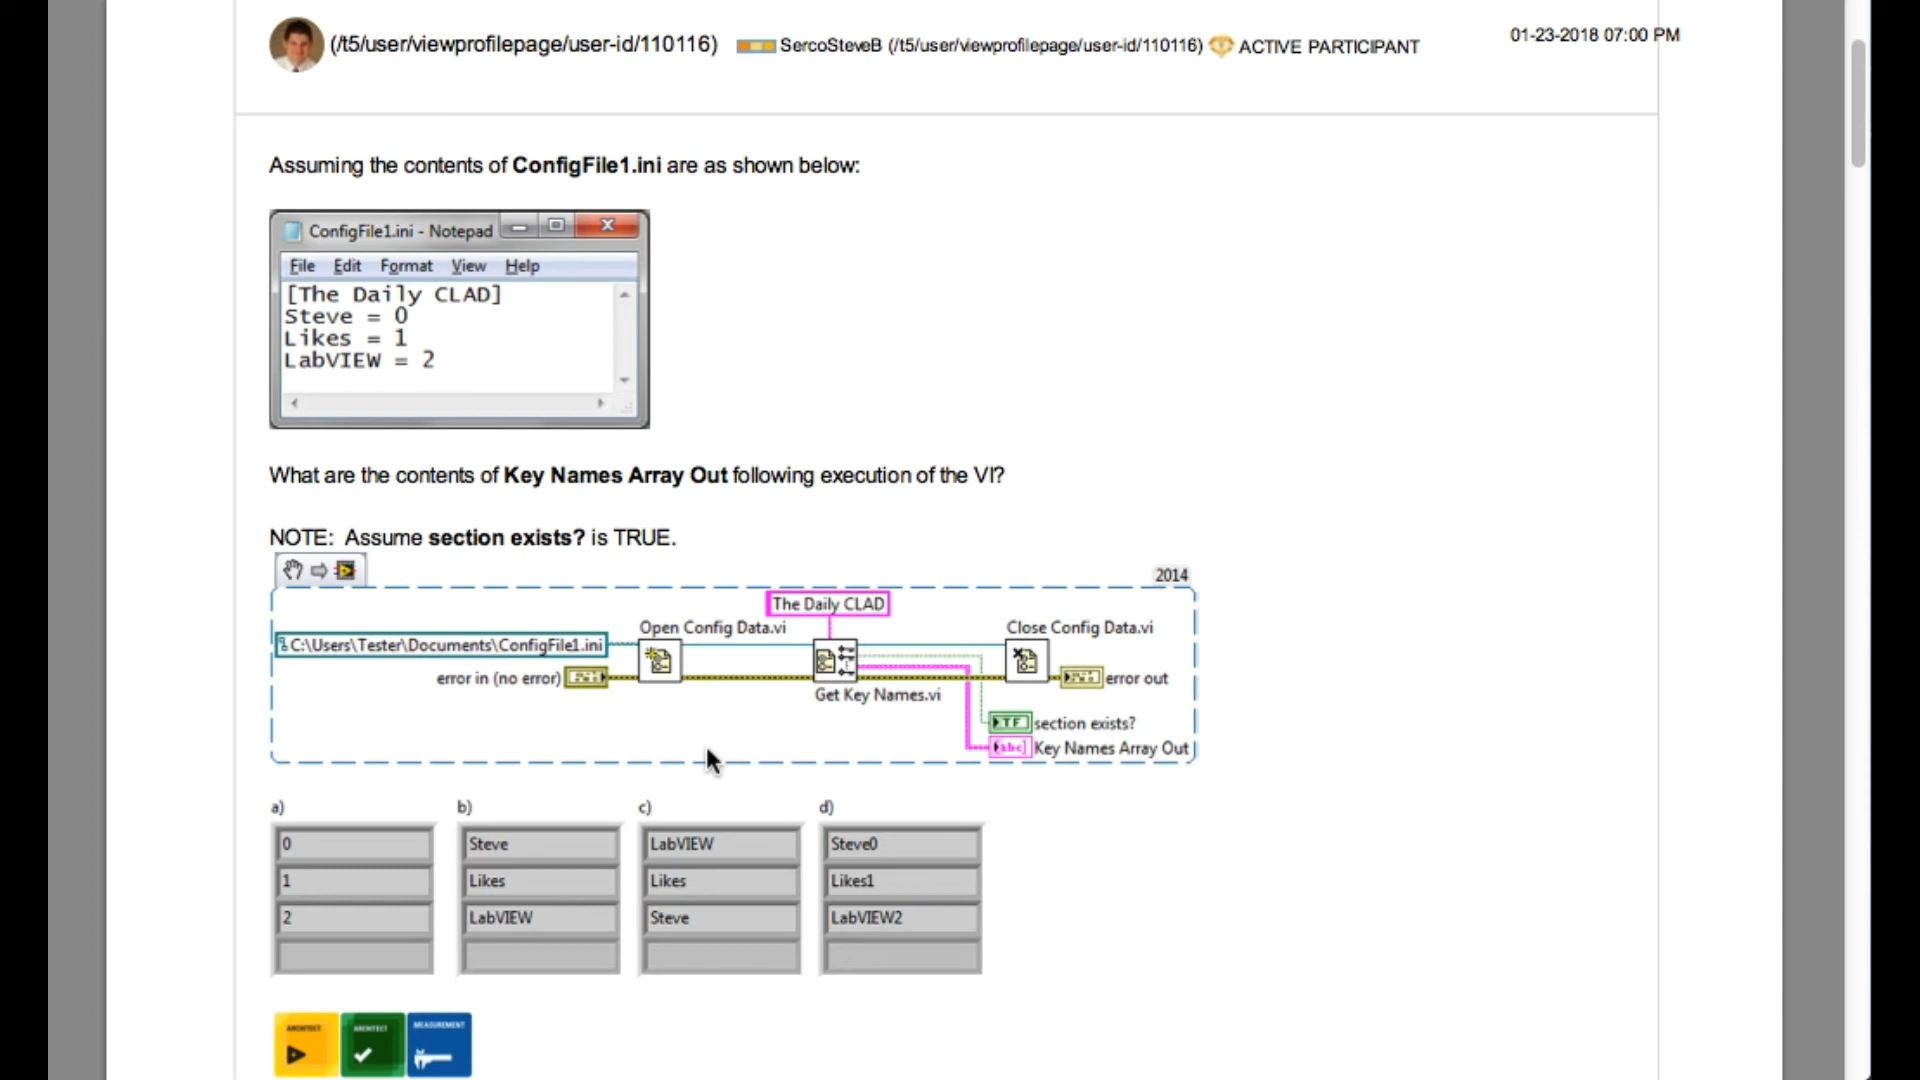 (/t5/user/viewprofilepage/user-id/110116) SercoSteveB (/t5/user/viewprofilepage/user-id/110116) ACTIVE PARTICIPANT 01-23-2018 07:00 PM
Assuming the contents of ConfigFile1.ini are as shown below:
ConfigFile1.ini - Notepad
File Edit Format View Help
[The Daily CLAD]
Steve = 0
Likes = 1
LabVIEW = 2
What are the contents of Key Names Array Out following execution of the VI?
NOTE: Assume section exists? is TRUE.
2014
The Daily CLAD
Open Config Data.vi Close Config Data.vi
C:\Users\Tester\Documents\ConfigFile1.ini
error in (no error) error out
Get Key Names.vi
TF section exists?
abc Key Names Array Out
a) b) c) d)
0 Steve LabVIEW Steve0
1 Likes Likes Likes1
2 LabVIEW Steve LabVIEW2
ARCHITECT ARCHITECT MEASUREMENT